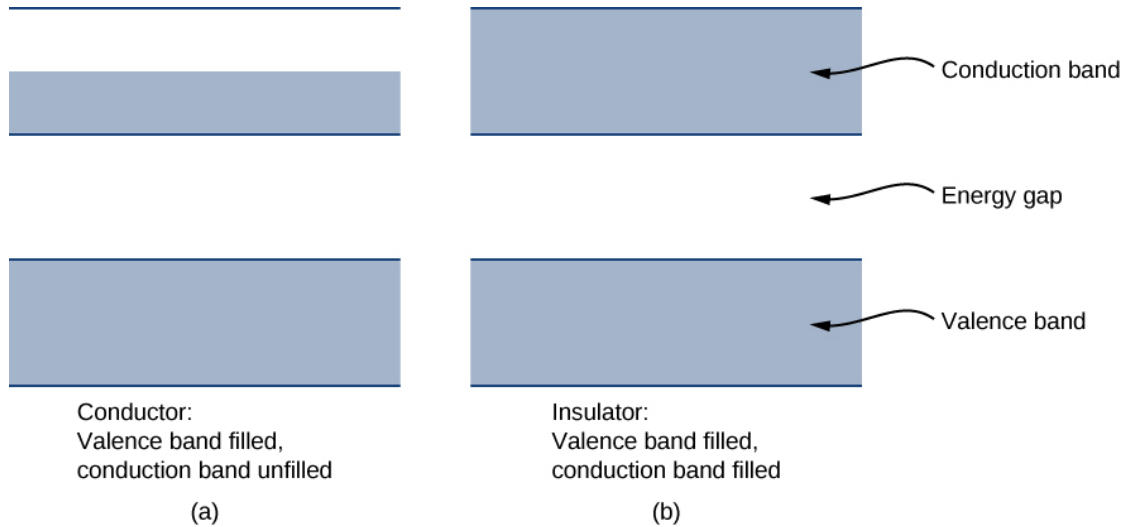 Conduction band
Energy gap
Valence band
Conductor:
Valence band filled,
conduction band unfilled
(a)
Insulator:
Valence band filled,
conduction band filled
(b)